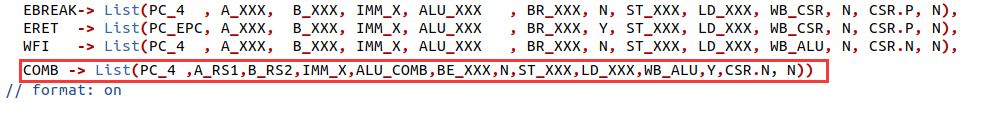 EBREAK-> List(PC_4  , A_XXX,  B_XXX, IMM_X, ALU_XXX   , BR_XXX, N, ST_XXX, LD_XXX, WB_CSR, N, CSR.P, N),
ERET  -> List(PC_EPC, A_XXX,  B_XXX, IMM_X, ALU_XXX   , BR_XXX, Y, ST_XXX, LD_XXX, WB_CSR, N, CSR.P, N),
WFI   -> List(PC_4  , A_XXX,  B_XXX, IMM_X, ALU_XXX   , BR_XXX, N, ST_XXX, LD_XXX, WB_ALU, N, CSR.N, N),
COMB -> List(PC_4 ,A_RS1,B_RS2,IMM_X,ALU_COMB,BE_XXX,N,ST_XXX,LD_XXX,WB_ALU,Y,CSR.N, N))
// format: on